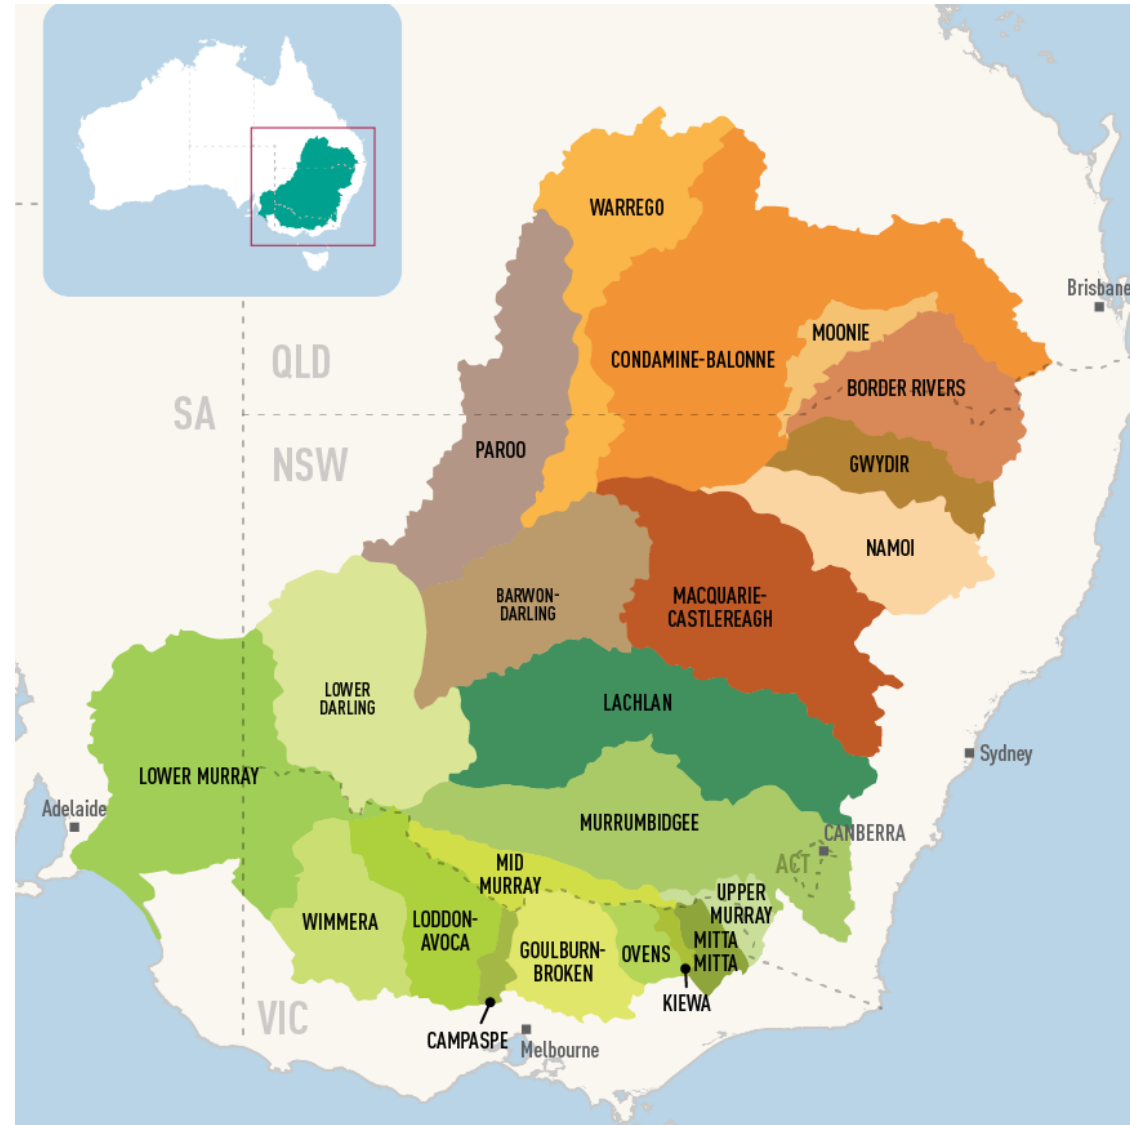 WARREGO
Brisbane
MOONIE
QLD
CONDAMINE-BALONNE
BORDER RIVERS
SA
PAROO
NSW
GWYDIR
NAMOI
BARWON-
DARLING
MACQUARIE-
CASTLEREAGH
LOWER
DARLING
LACHLAN
Sydney
LOWER MURRAY
Adelaide
MURRUMBIDGEE
CANBERRA
ACT
MID
MURRAY
UPPER
MURRAY
WIMMERA
LODDON-
AVOCA
GOULBURN-
BROKEN
OVENS
MITTA
MITTA
KIEWA
VIC
CAMPASPE
Melbourne